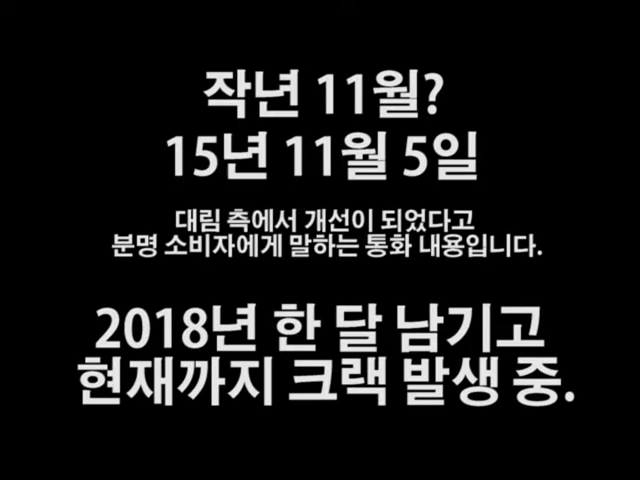 작년 11월?
15년 11월 5일
대림 측에서 개선이 되었다고
분명 소비자에게 말하는 통화 내용입니다.
2018년 한 달 남기고
현재까지 크랙 발생 중.